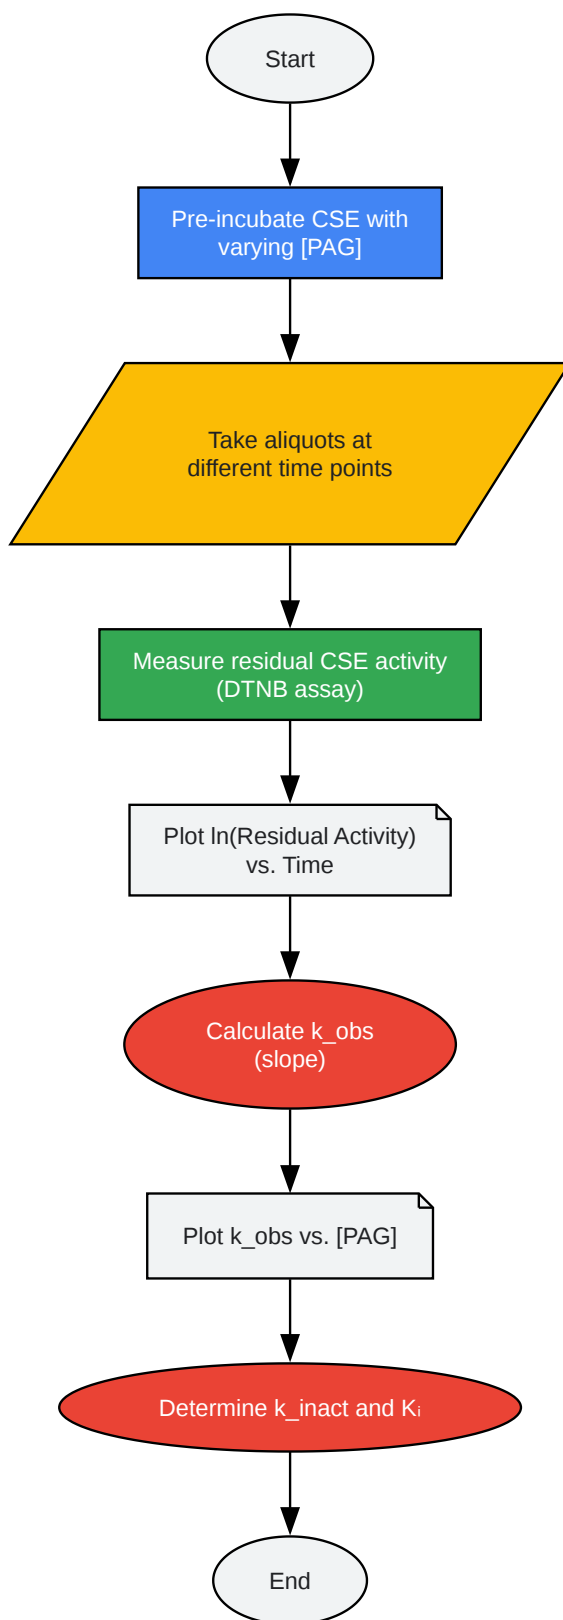 Start
Pre-incubate CSE with
varying [PAG]
Take aliquots at
different time points
Measure residual CSE activity
(DTNB assay)
Plot ln(Residual Activity)
vs. Time
Calculate k_obs
(slope)
Plot k_obs vs. [PAG]
Determine k_inact and Kᵢ
End